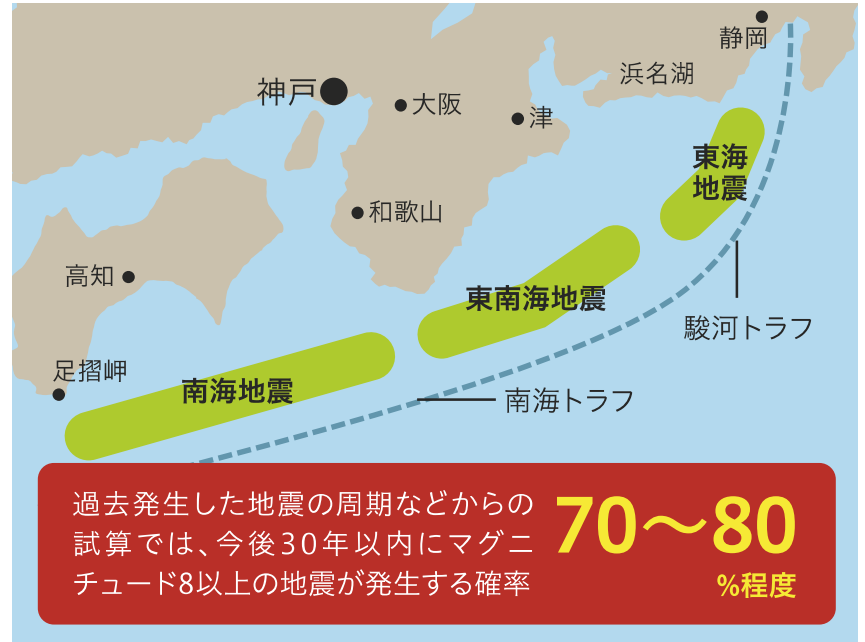 静岡
浜名湖
神戸
大阪
津
東海
地震
和歌山
高知
東南海地震
駿河トラフ
足摺岬
南海地震
南海トラフ
過去発生した地震の周期などからの
試算では、今後30年以内にマグニ
チュード8以上の地震が発生する確率
70〜80
%程度